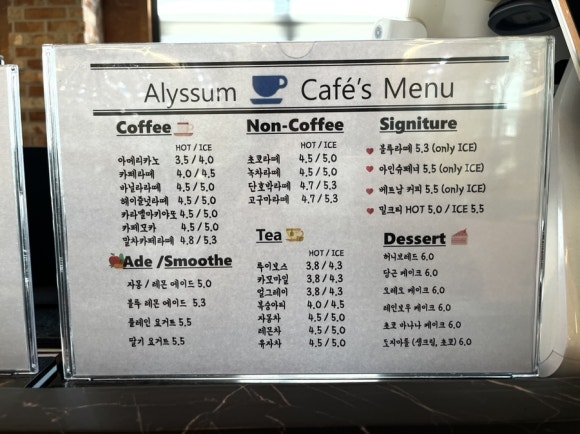 Alyssum Café's Menu
Coffee
HOT / ICE
아메리카노 3.5 / 4.0
카페라떼 4.0 / 4.5
바닐라라떼 4.5 / 5.0
헤이즐넛라떼 4.5 / 5.0
카라멜마키아또 4.5 / 5.0
카페모카 4.5 / 5.0
말차카페라떼 4.8 / 5.3
Ade /Smoothe
자몽 / 레몬 에이드 5.0
블루 레몬 에이드 5.3
플레인 요거트 5.5
딸기 요거트 5.5
Non-Coffee
HOT / ICE
초코라떼 4.5 / 5.0
녹차라떼 4.5 / 5.0
단호박라떼 4.7 / 5.3
고구마라떼 4.7 / 5.3
Tea
HOT / ICE
루이보스 3.8 / 4.3
카모마일 3.8 / 4.3
얼그레이 3.8 / 4.3
복숭아티 4.0 / 4.5
자몽차 4.5 / 5.0
레몬차 4.5 / 5.0
유자차 4.5 / 5.0
Signiture
블루라떼 5.3 (only ICE)
아인슈페너 5.5 (only ICE)
베트남 커피 5.5 (only ICE)
밀크티 HOT 5.0 / ICE 5.5
Dessert
허니브레드 6.0
당근 케이크 6.0
오레오 케이크 6.0
레인보우 케이크 6.0
초코 바나나 케이크 6.0
도지마롤 (생크림, 초코) 6.0